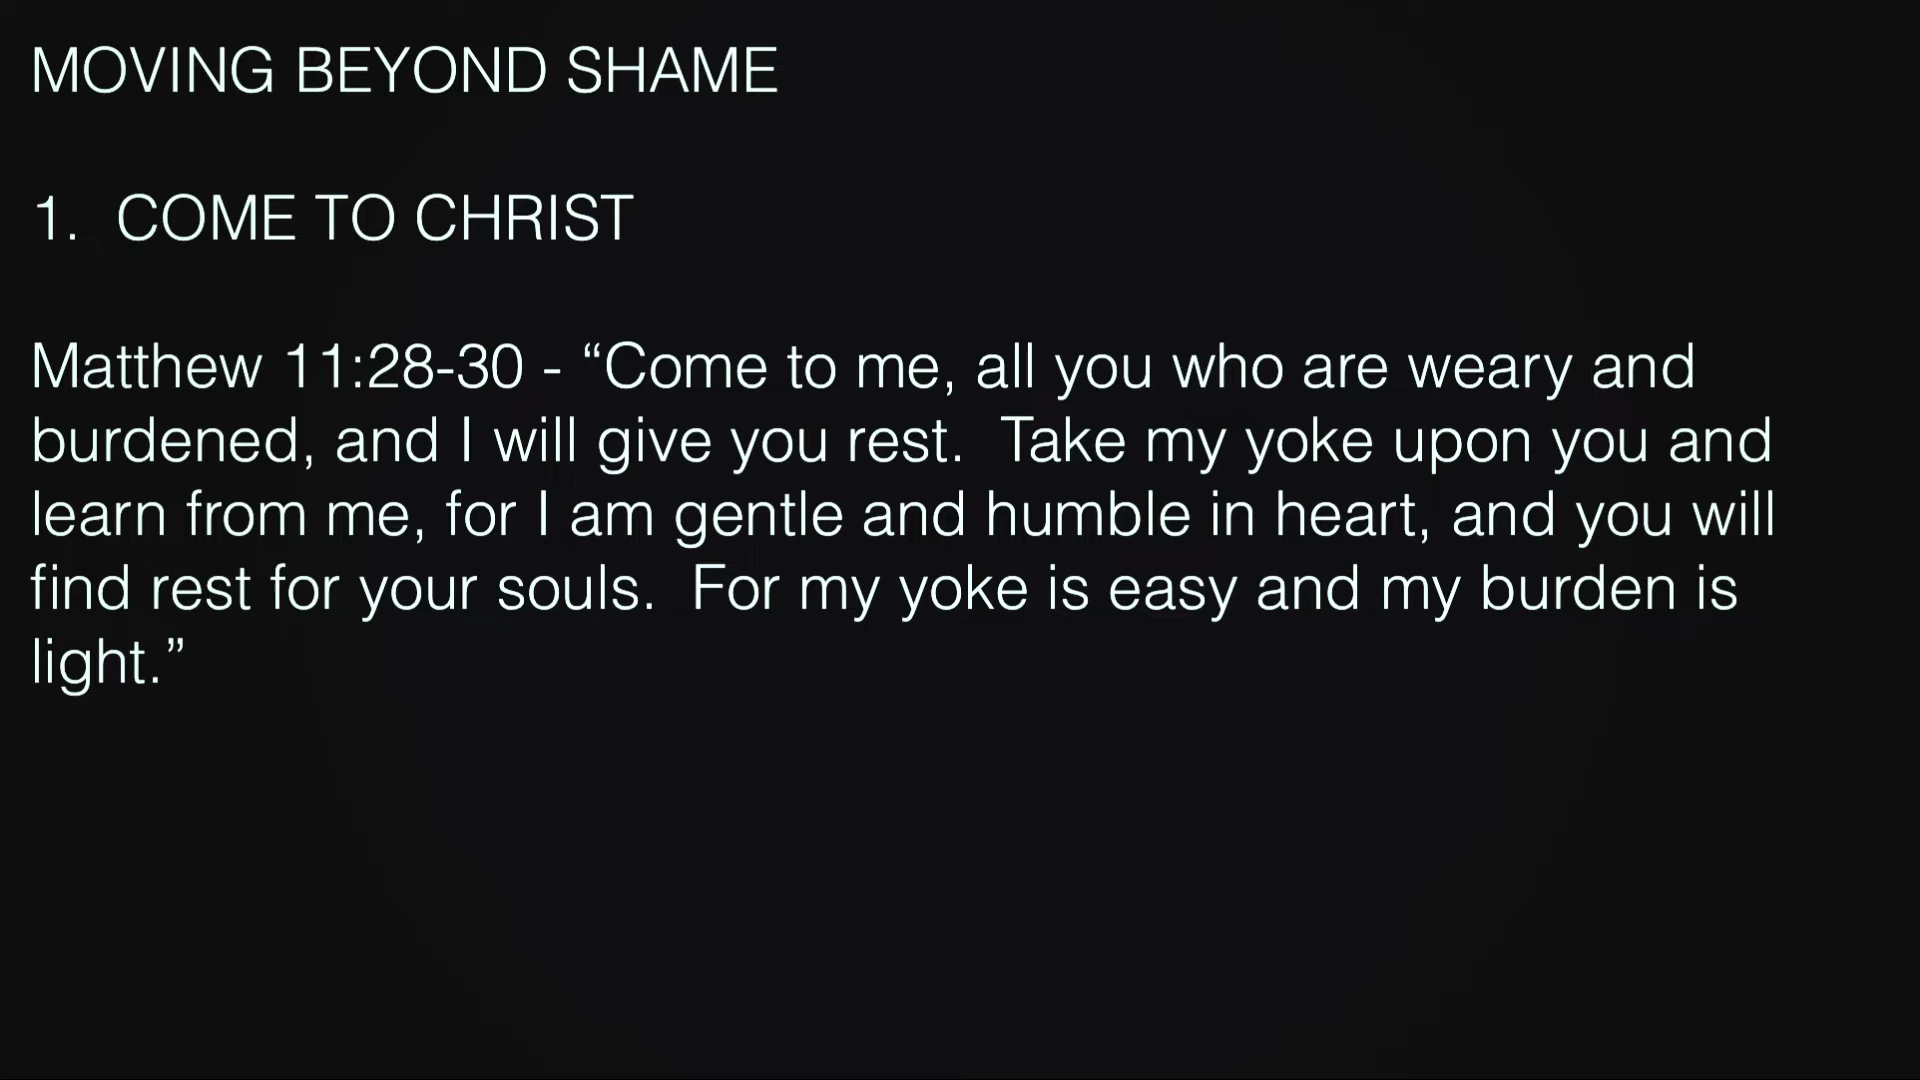 MOVING BEYOND SHAME
1.  COME TO CHRIST
Matthew 11:28-30 - “Come to me, all you who are weary and
burdened, and I will give you rest.  Take my yoke upon you and
learn from me, for I am gentle and humble in heart, and you will
find rest for your souls.  For my yoke is easy and my burden is
light.”